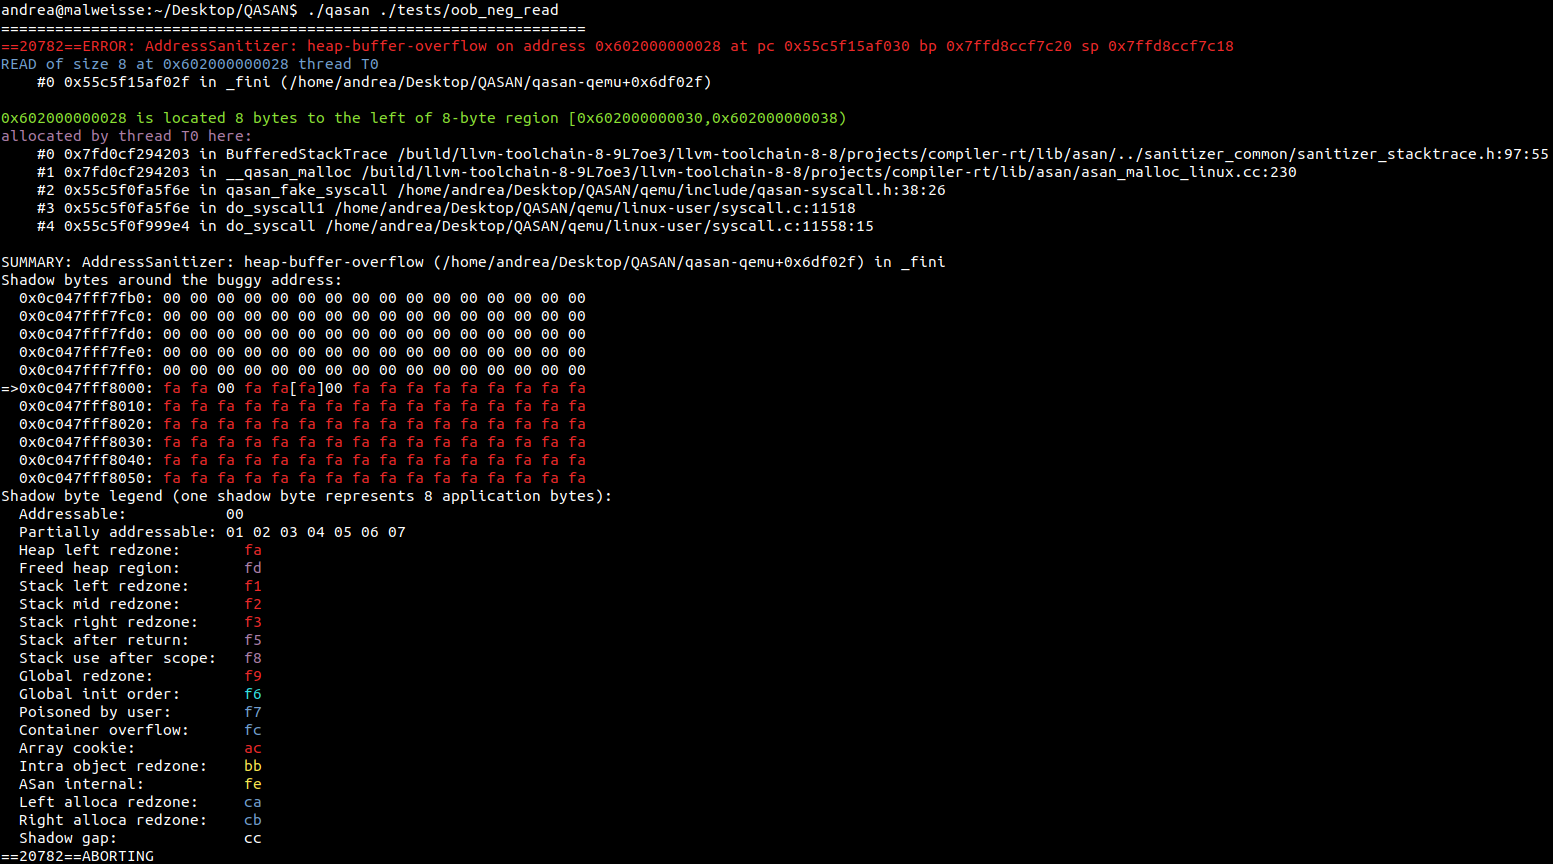 andrea@malweisse:~/Desktop/QASAN$ ./qasan ./tests/oob_neg_read
=================================================================
==20782==ERROR: AddressSanitizer: heap-buffer-overflow on address 0x602000000028 at pc 0x55c5f15af030 bp 0x7ffd8ccf7c20 sp 0x7ffd8ccf7c18
READ of size 8 at 0x602000000028 thread T0
    #0 0x55c5f15af02f in _fini (/home/andrea/Desktop/QASAN/qasan-qemu+0x6df02f)

0x602000000028 is located 8 bytes to the left of 8-byte region [0x602000000030,0x602000000038)
allocated by thread T0 here:
    #0 0x7fd0cf294203 in BufferedStackTrace /build/llvm-toolchain-8-9L7oe3/llvm-toolchain-8-8/projects/compiler-rt/lib/asan/../sanitizer_common/sanitizer_stacktrace.h:97:55
    #1 0x7fd0cf294203 in __qasan_malloc /build/llvm-toolchain-8-9L7oe3/llvm-toolchain-8-8/projects/compiler-rt/lib/asan/asan_malloc_linux.cc:230
    #2 0x55c5f0fa5f6e in qasan_fake_syscall /home/andrea/Desktop/QASAN/qemu/include/qasan-syscall.h:38:26
    #3 0x55c5f0fa5f6e in do_syscall1 /home/andrea/Desktop/QASAN/qemu/linux-user/syscall.c:11518
    #4 0x55c5f0f999e4 in do_syscall /home/andrea/Desktop/QASAN/qemu/linux-user/syscall.c:11558:15

SUMMARY: AddressSanitizer: heap-buffer-overflow (/home/andrea/Desktop/QASAN/qasan-qemu+0x6df02f) in _fini
Shadow bytes around the buggy address:
  0x0c047fff7fb0: 00 00 00 00 00 00 00 00 00 00 00 00 00 00 00 00
  0x0c047fff7fc0: 00 00 00 00 00 00 00 00 00 00 00 00 00 00 00 00
  0x0c047fff7fd0: 00 00 00 00 00 00 00 00 00 00 00 00 00 00 00 00
  0x0c047fff7fe0: 00 00 00 00 00 00 00 00 00 00 00 00 00 00 00 00
  0x0c047fff7ff0: 00 00 00 00 00 00 00 00 00 00 00 00 00 00 00 00
=>0x0c047fff8000: fa fa 00 fa fa[fa]00 fa fa fa fa fa fa fa fa fa
  0x0c047fff8010: fa fa fa fa fa fa fa fa fa fa fa fa fa fa fa fa
  0x0c047fff8020: fa fa fa fa fa fa fa fa fa fa fa fa fa fa fa fa
  0x0c047fff8030: fa fa fa fa fa fa fa fa fa fa fa fa fa fa fa fa
  0x0c047fff8040: fa fa fa fa fa fa fa fa fa fa fa fa fa fa fa fa
  0x0c047fff8050: fa fa fa fa fa fa fa fa fa fa fa fa fa fa fa fa
Shadow byte legend (one shadow byte represents 8 application bytes):
  Addressable:           00
  Partially addressable: 01 02 03 04 05 06 07
  Heap left redzone:       fa
  Freed heap region:       fd
  Stack left redzone:      f1
  Stack mid redzone:       f2
  Stack right redzone:     f3
  Stack after return:      f5
  Stack use after scope:   f8
  Global redzone:          f9
  Global init order:       f6
  Poisoned by user:        f7
  Container overflow:      fc
  Array cookie:            ac
  Intra object redzone:    bb
  ASan internal:           fe
  Left alloca redzone:     ca
  Right alloca redzone:    cb
  Shadow gap:              cc
==20782==ABORTING